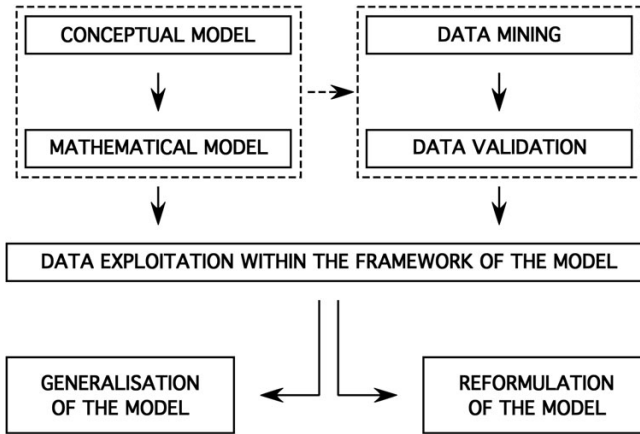 CONCEPTUAL MODEL
MATHEMATICAL MODEL
DATA MINING
DATA VALIDATION
DATA EXPLOITATION WITHIN THE FRAMEWORK OF THE MODEL
GENERALISATION
OF THE MODEL
REFORMULATION
OF THE MODEL